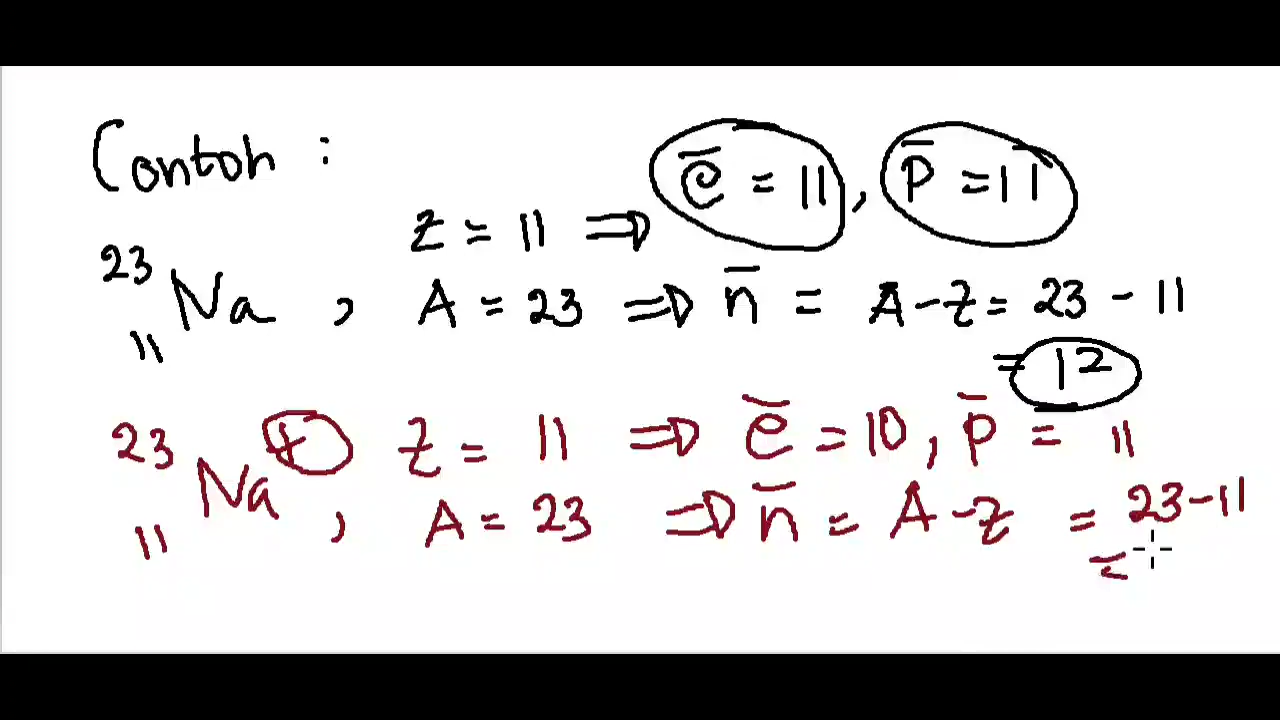 Contoh :
Z = 11 ⇒ e̅ = 11, p̅ = 11
²³₁₁Na , A = 23 ⇒ n̅ = A - Z = 23 - 11
= 12
²³₁₁Na⁺ , Z = 11 ⇒ e̅ = 10, p̅ = 11
A = 23 ⇒ n̅ = A - Z = 23 - 11
=